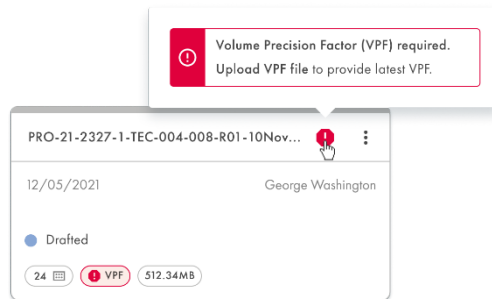 Volume Precision Factor (VPF) required.
Upload VPF file to provide latest VPF.
PRO-21-2327-1-TEC-004-008-R01-10Nov...
12/05/2021
George Washington
Drafted
24
VPF
512.34MB